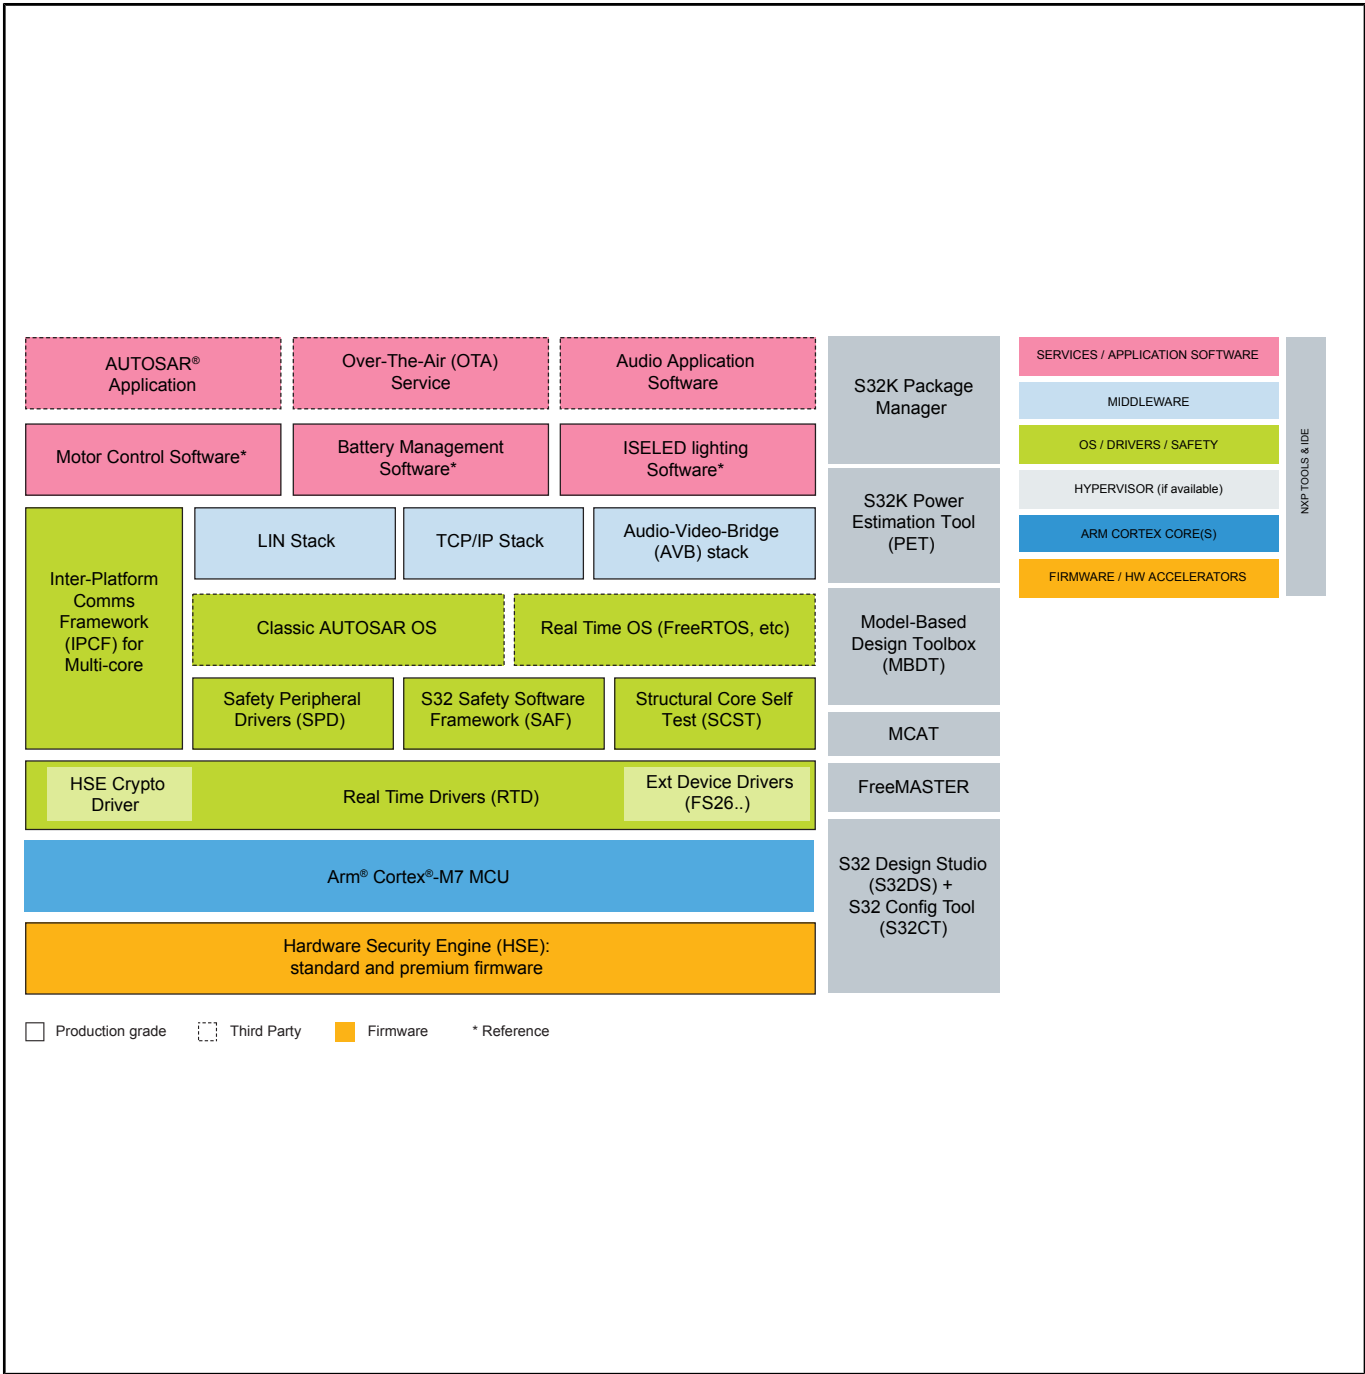 AUTOSAR®
Application
Over-The-Air (OTA)
Service
Audio Application
Software
Motor Control Software*
Battery Management
Software*
ISELED lighting
Software*
Inter-Platform
Comms
Framework
(IPCF) for
Multi-core
LIN Stack
TCP/IP Stack
Audio-Video-Bridge
(AVB) stack
Classic AUTOSAR OS
Real Time OS (FreeRTOS, etc)
Safety Peripheral
Drivers (SPD)
S32 Safety Software
Framework (SAF)
Structural Core Self
Test (SCST)
HSE Crypto
Driver
Real Time Drivers (RTD)
Ext Device Drivers
(FS26..)
Arm® Cortex®-M7 MCU
Hardware Security Engine (HSE):
standard and premium firmware
S32K Package
Manager
S32K Power
Estimation Tool
(PET)
Model-Based
Design Toolbox
(MBDT)
MCAT
FreeMASTER
S32 Design Studio
(S32DS) +
S32 Config Tool
(S32CT)
SERVICES / APPLICATION SOFTWARE
MIDDLEWARE
OS / DRIVERS / SAFETY
HYPERVISOR (if available)
ARM CORTEX CORE(S)
FIRMWARE / HW ACCELERATORS
NXP TOOLS & IDE
Production grade
Third Party
Firmware
* Reference